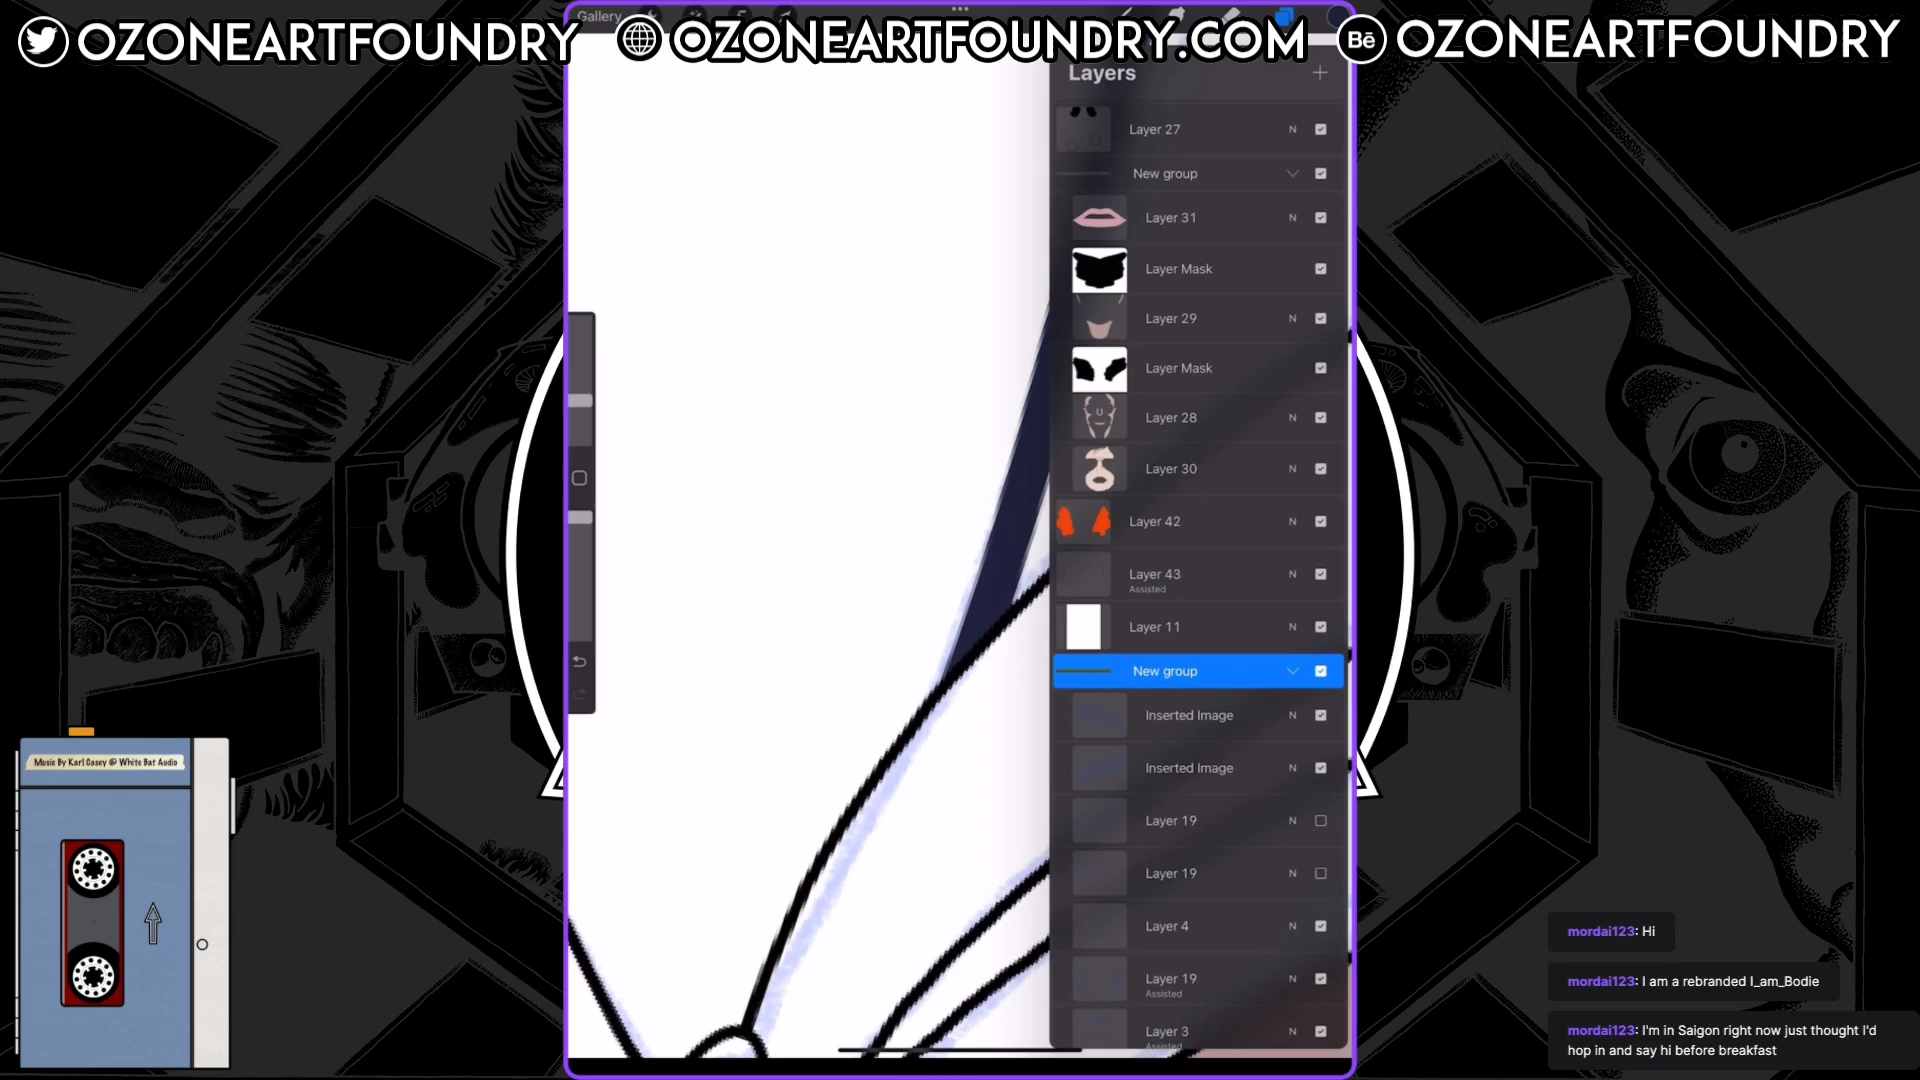 OZONEARTFOUNDRY
OZONEARTFOUNDRY.COM
Bē
OZONEARTFOUNDRY
Gallery
Layers
Layer 27
N
New group
Layer 31
N
Layer Mask
Layer 29
N
Layer Mask
Layer 28
N
Layer 30
N
Layer 42
N
Layer 43
N
Assisted
Layer 11
N
New group
Inserted Image
N
Inserted Image
N
Layer 19
N
Layer 19
N
Layer 4
N
Layer 19
N
Assisted
Layer 3
N
Assisted
Music By Karl Casey @ White Bat Audio
mordai123: Hi
mordai123: I am a rebranded I_am_Bodie
mordai123: I'm in Saigon right now just thought I'd
hop in and say hi before breakfast